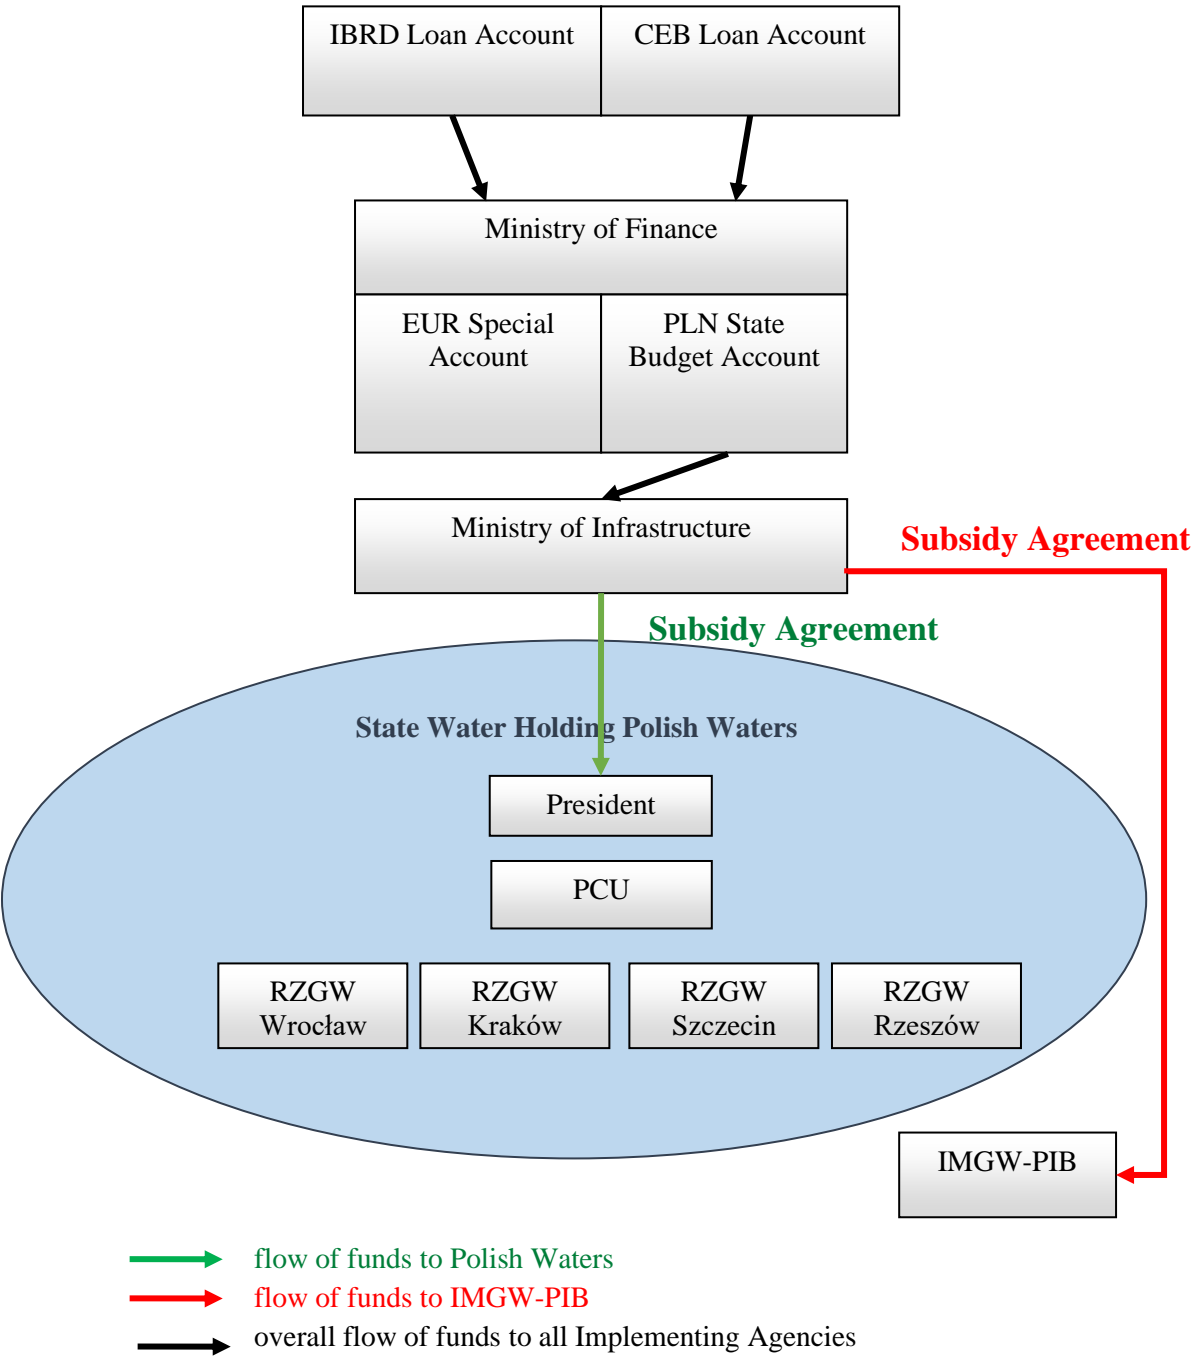 IBRD Loan Account
CEB Loan Account
Ministry of Finance
EUR Special
Account
PLN State
Budget Account
Ministry of Infrastructure
Subsidy Agreement
Subsidy Agreement
State Water Holding Polish Waters
President
PCU
RZGW
Wrocław
RZGW
Kraków
RZGW
Szczecin
RZGW
Rzeszów
IMGW-PIB
flow of funds to Polish Waters
flow of funds to IMGW-PIB
overall flow of funds to all Implementing Agencies